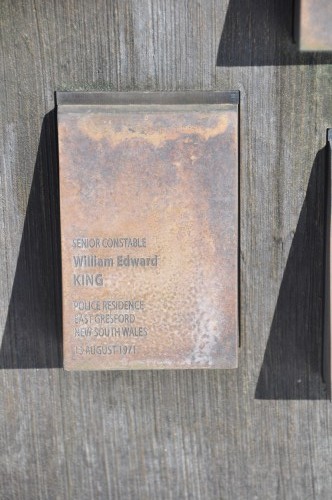 SENIOR CONSTABLE
William Edward
KING
POLICE RESIDENCE
EAST GRESFORD
NEW SOUTH WALES
AUGUST 1971